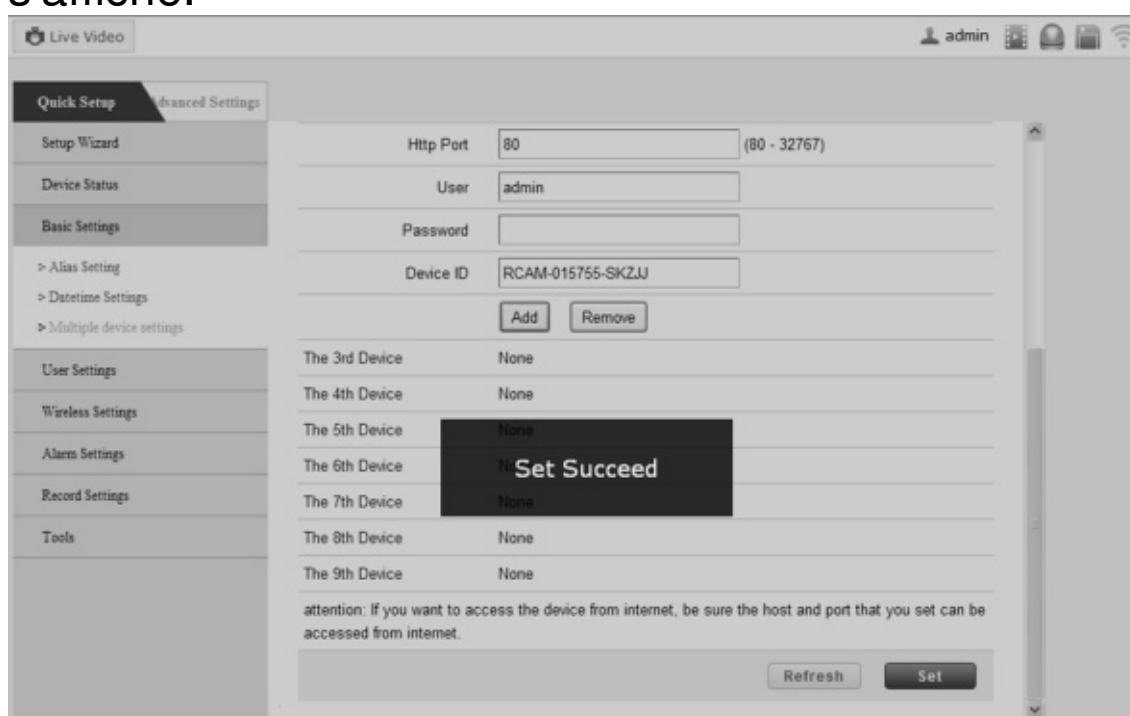 Live Video
admin
Quick Setup
Advanced Settings
Setup Wizard
Device Status
Basic Settings
> Alias Setting
> Datetime Settings
> Multiple device settings
User Settings
Wireless Settings
Alarm Settings
Record Settings
Tools
Http Port 80 (80 - 32767)
User admin
Password
Device ID RCAM-015755-SKZJJ
Add Remove
The 3rd Device None
The 4th Device None
The 5th Device None
The 6th Device
Set Succeed
The 7th Device None
The 8th Device None
The 9th Device None
attention: If you want to access the device from internet, be sure the host and port that you set can be
accessed from internet.
Refresh Set